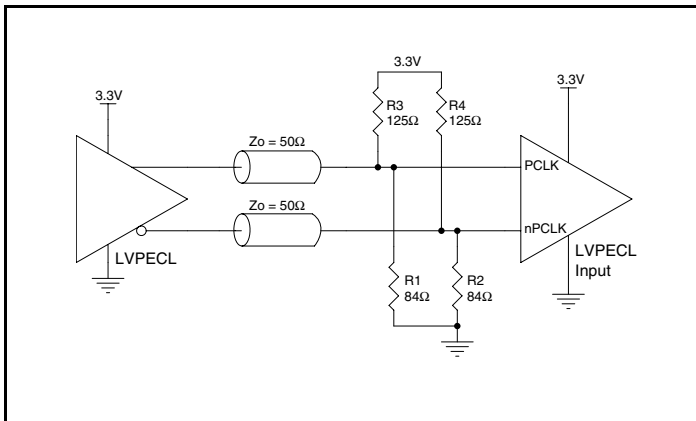 3.3V
3.3V
3.3V
R3
125Ω
R4
125Ω
Zo = 50Ω
PCLK
Zo = 50Ω
nPCLK
LVPECL
LVPECL
Input
R1
84Ω
R2
84Ω